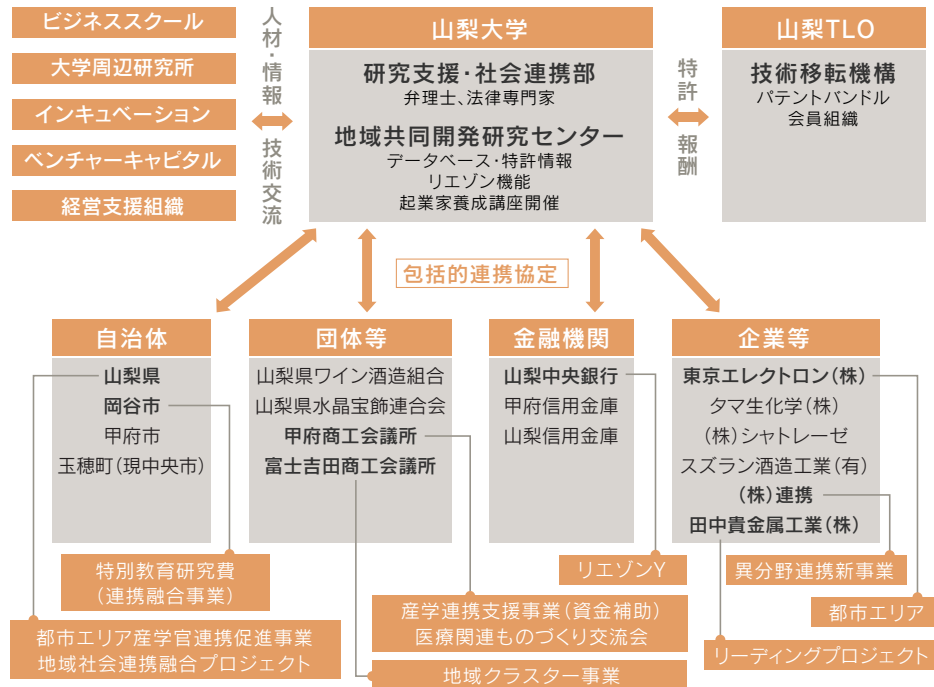 ビジネススクール
大学周辺研究所
インキュベーション
ベンチャーキャピタル
経営支援組織
人材・情報
技術交流
山梨大学
研究支援・社会連携部
弁理士、法律専門家
地域共同開発研究センター
データベース・特許情報
リエゾン機能
起業家養成講座開催
特許
報酬
山梨TLO
技術移転機構
パテントバンドル
会員組織
包括的連携協定
自治体
山梨県
岡谷市
甲府市
玉穂町(現中央市)
団体等
山梨県ワイン酒造組合
山梨県水晶宝飾連合会
甲府商工会議所
富士吉田商工会議所
金融機関
山梨中央銀行
甲府信用金庫
山梨信用金庫
企業等
東京エレクトロン(株)
タマ生化学(株)
(株)シャトレーゼ
スズラン酒造工業(有)
(株)連携
田中貴金属工業(株)
特別教育研究費
(連携融合事業)
都市エリア産学官連携促進事業
地域社会連携融合プロジェクト
リエゾンY
産学連携支援事業(資金補助)
医療関連ものづくり交流会
地域クラスター事業
異分野連携新事業
都市エリア
リーディングプロジェクト